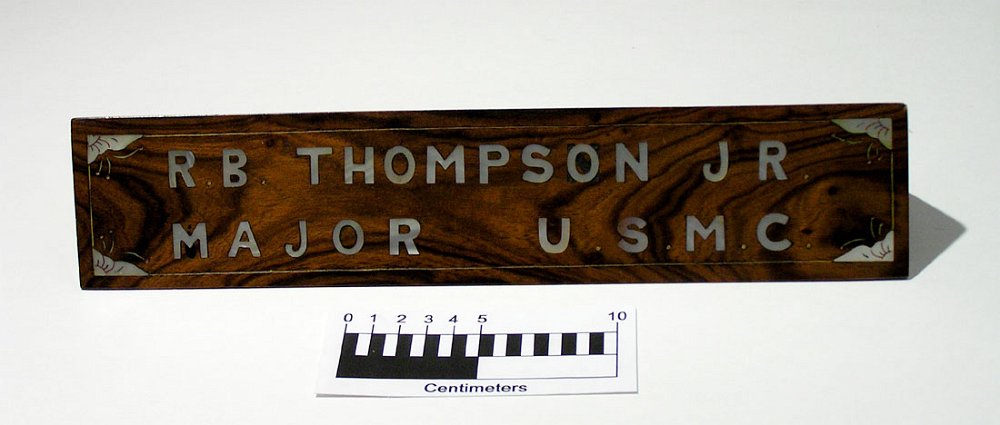 R.B. THOMPSON JR.
MAJOR U.S.M.C.
0 1 2 3 4 5 10
Centimeters